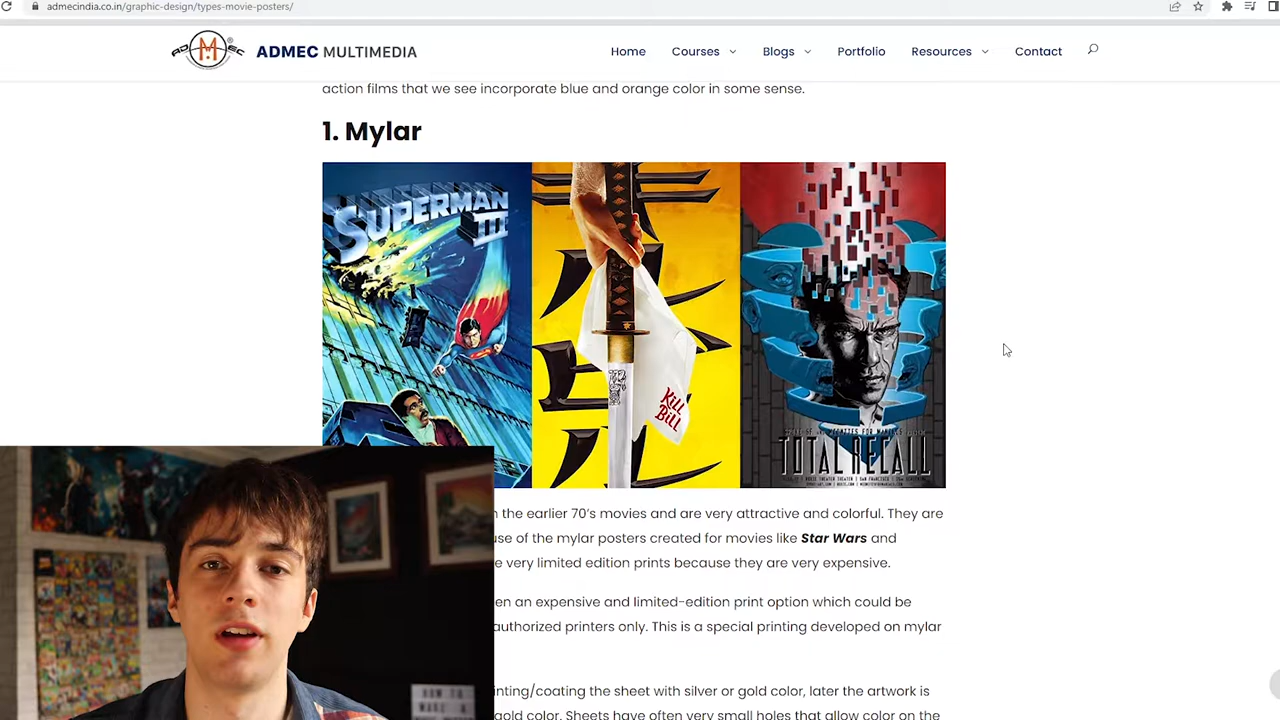 admecindia.co.in/graphic-design/types-movie-posters/
ADMEC MULTIMEDIA
Home Courses Blogs Portfolio Resources Contact
action films that we see incorporate blue and orange color in some sense.
1. Mylar
SUPERMAN
III
Kill
Bill
TOTAL RECALL
n the earlier 70's movies and are very attractive and colorful. They are
use of the mylar posters created for movies like Star Wars and
e very limited edition prints because they are very expensive.
en an expensive and limited-edition print option which could be
authorized printers only. This is a special printing developed on mylar
inting/coating the sheet with silver or gold color, later the artwork is
gold color. Sheets have often very small holes that allow color on the
HOW TO
MAKE A